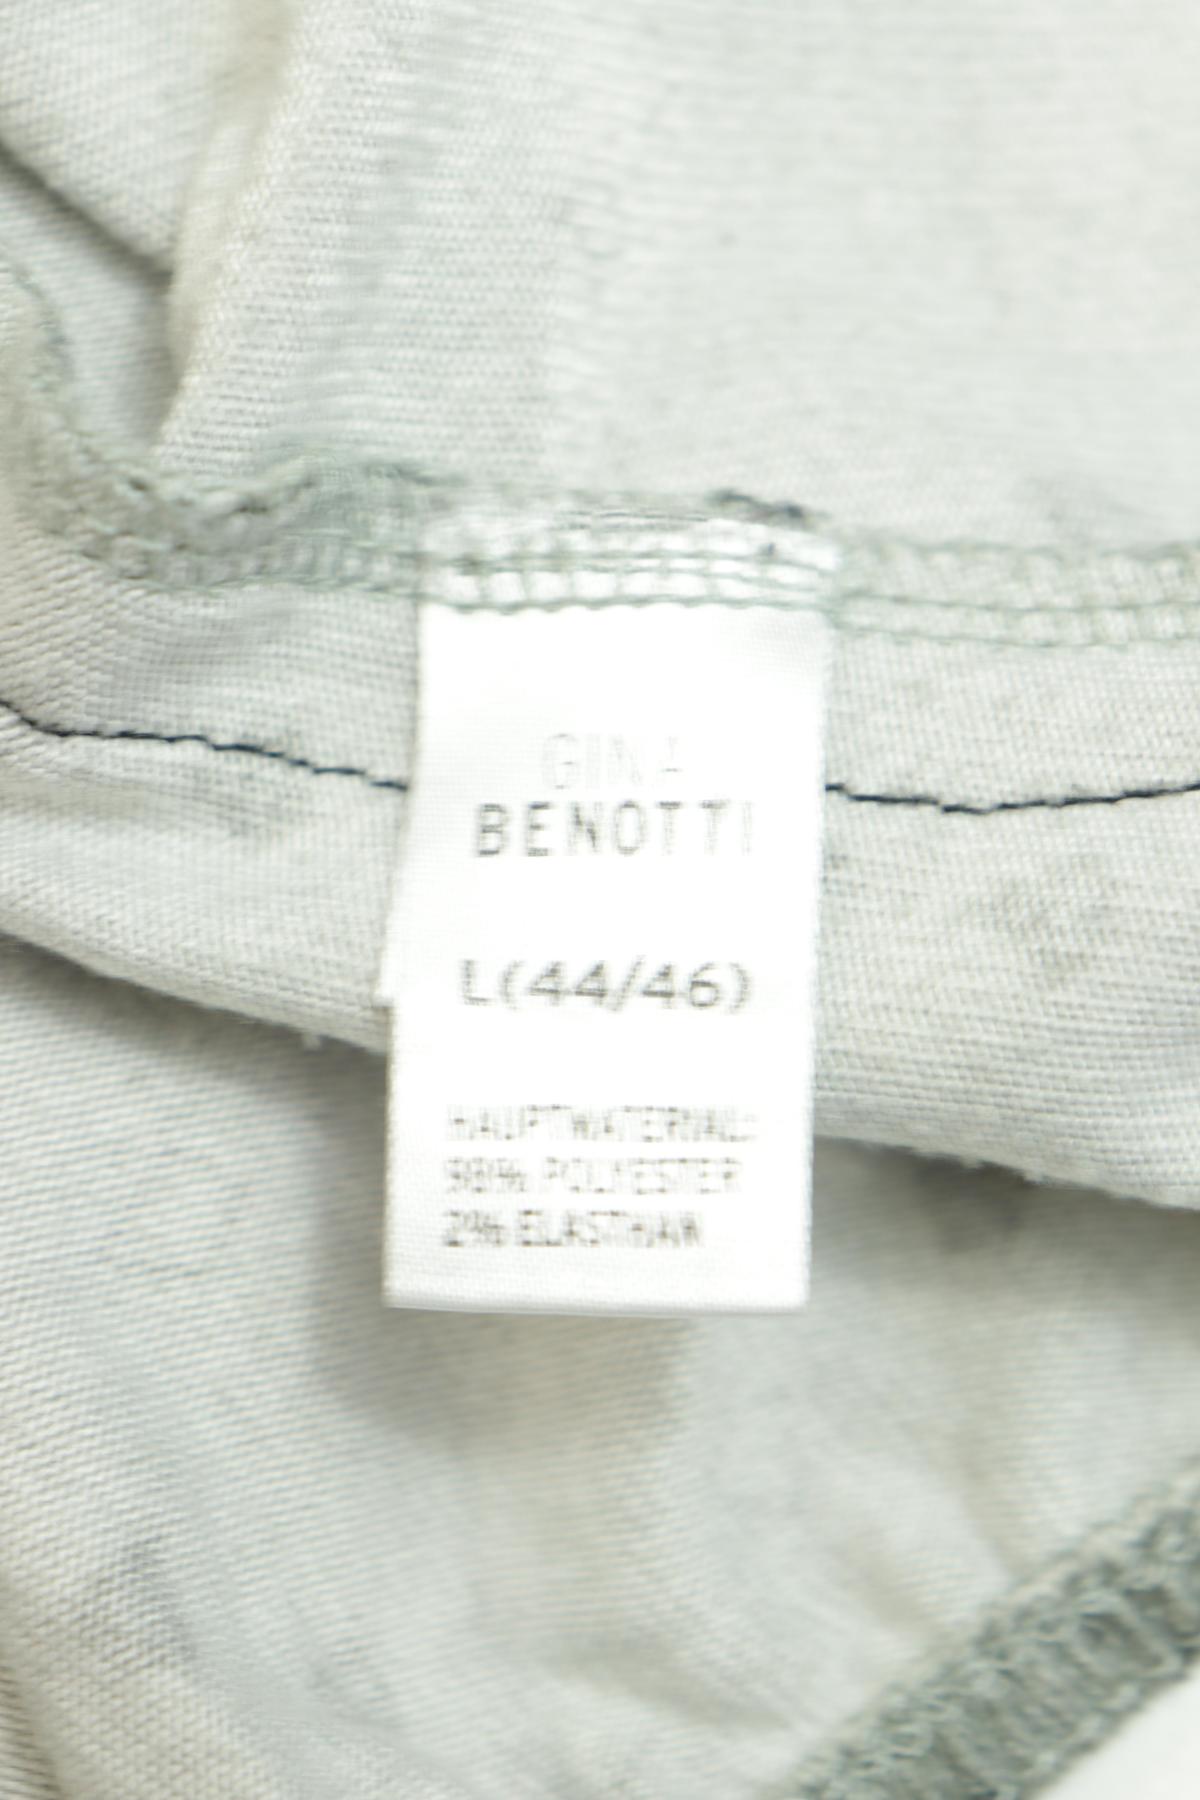 GINA
BENOTTI
L(44/46)
HAUPTMATERIAL:
98% POLYESTER
2% ELASTHAN